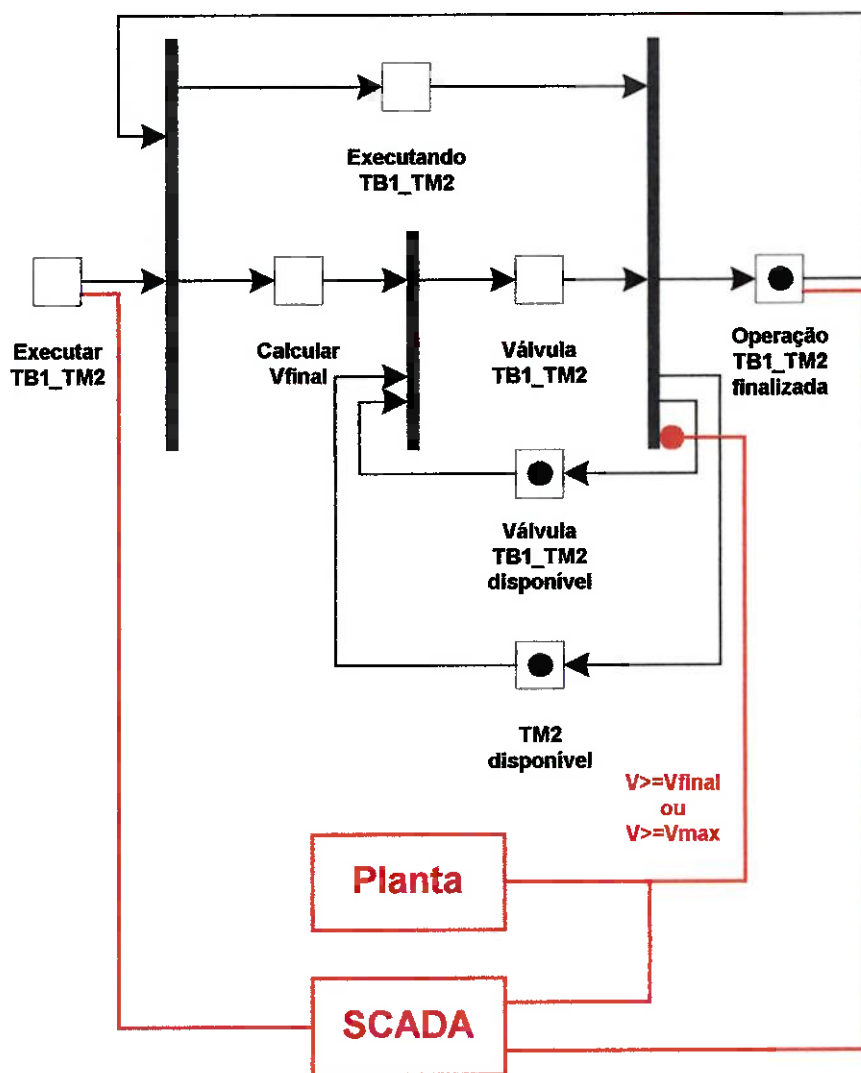 Executando
TB1_TM2
Executar
TB1_TM2
Calcular
Vfinal
Válvula
TB1_TM2
Operação
TB1_TM2
finalizada
Válvula
TB1_TM2
disponível
TM2
disponível
V>=Vfinal
ou
V>=Vmax
Planta
SCADA